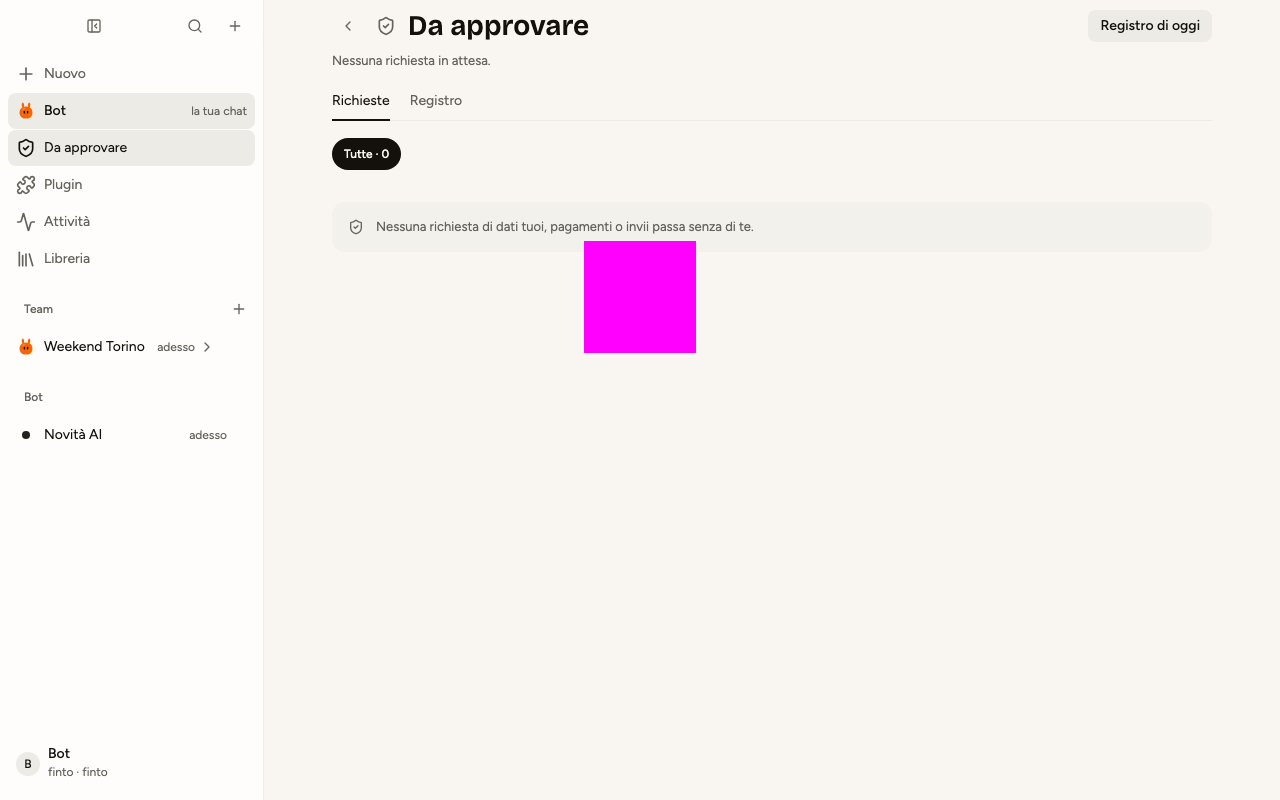 Nuovo
Bot la tua chat
Da approvare
Plugin
Attività
Libreria
Team
Weekend Torino adesso
Bot
Novità AI adesso
B
Bot
finto · finto
Da approvare
Registro di oggi
Nessuna richiesta in attesa.
Richieste Registro
Tutte · 0
Nessuna richiesta di dati tuoi, pagamenti o invii passa senza di te.